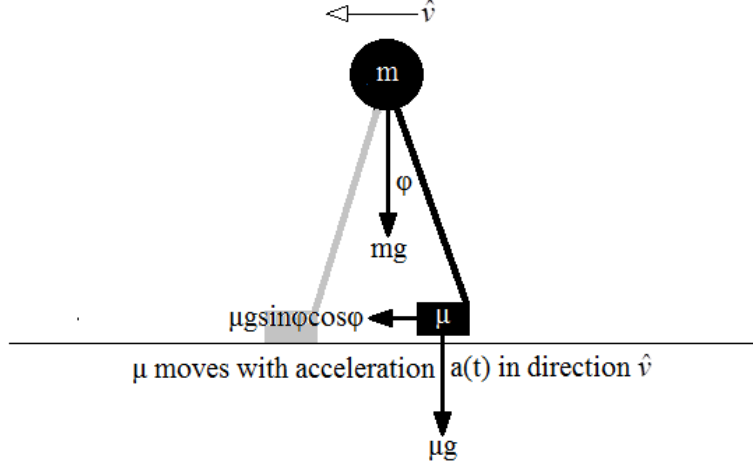 v̂
m
φ
mg
μgsinφcosφ
μ
μ moves with acceleration a(t) in direction v̂
μg